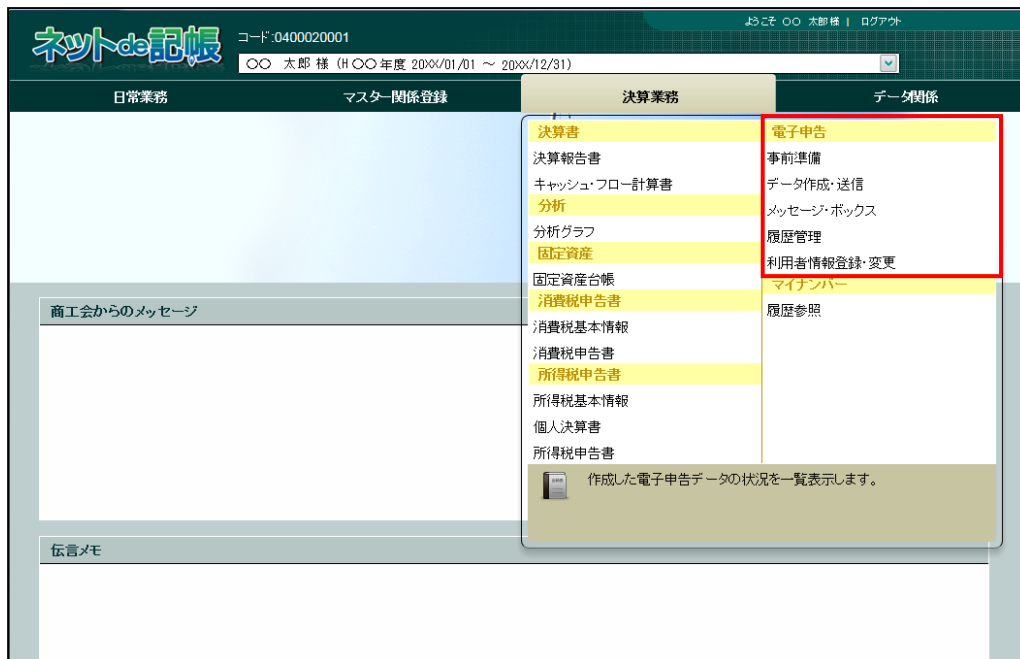 ようこそ 〇〇 太郎 様 | ログアウト
ネットde記帳
コード:0400020001
〇〇 太郎 様 (H〇〇年度 20XX/01/01 ～ 20XX/12/31)
日常業務 マスター関係登録 決算業務 データ関係
決算書
決算報告書
キャッシュ・フロー計算書
分析
分析グラフ
固定資産
固定資産台帳
消費税申告書
消費税基本情報
消費税申告書
所得税申告書
所得税基本情報
個人決算書
所得税申告書
電子申告
事前準備
データ作成・送信
メッセージ・ボックス
履歴管理
利用者情報登録・変更
マイナンバー
履歴参照
作成した電子申告データの状況を一覧表示します。
商工会からのメッセージ
伝言メモ